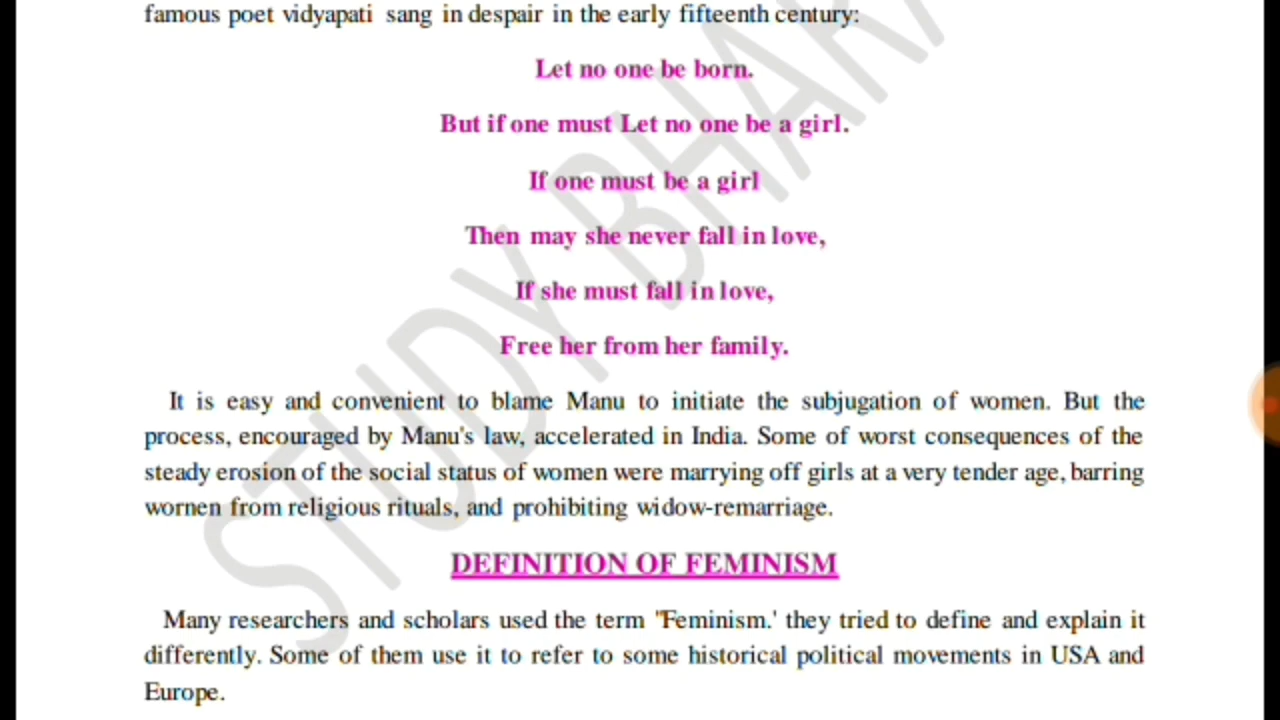 famous poet vidyapati sang in despair in the early fifteenth century:
Let no one be born.
But if one must Let no one be a girl.
If one must be a girl
Then may she never fall in love,
If she must fall in love,
Free her from her family.
It is easy and convenient to blame Manu to initiate the subjugation of women. But the
process, encouraged by Manu's law, accelerated in India. Some of worst consequences of the
steady erosion of the social status of women were marrying off girls at a very tender age, barring
wornen from religious rituals, and prohibiting widow-remarriage.
DEFINITION OF FEMINISM
Many researchers and scholars used the term "Feminism.' they tried to define and explain it
differently. Some of them use it to refer to some historical political movements in USA and
Europe.
STUDY BHARA